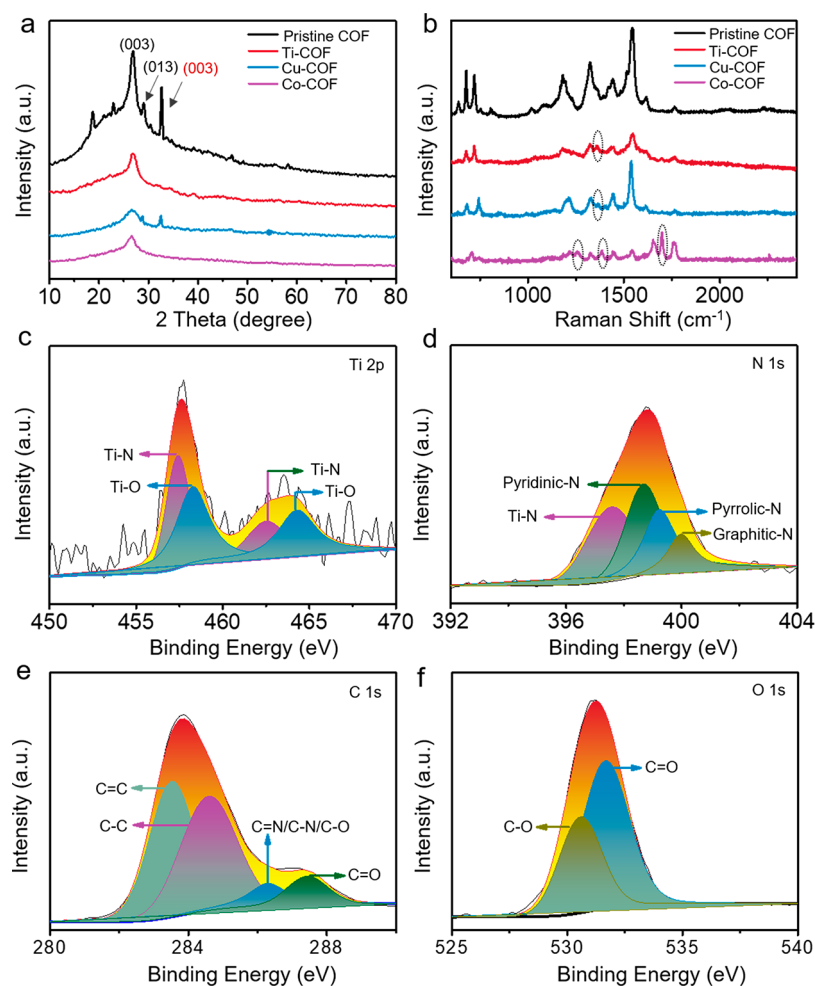 a
Pristine COF
Ti-COF
Cu-COF
Co-COF
(003)
(013) (003)
Intensity (a.u.)
10 20 30 40 50 60 70 80
2 Theta (degree)
b
Pristine COF
Ti-COF
Cu-COF
Co-COF
Intensity (a.u.)
1000 1500 2000
Raman Shift (cm⁻¹)
c
Ti 2p
Ti-N
Ti-O
Ti-N
Ti-O
Intensity (a.u.)
450 455 460 465 470
Binding Energy (eV)
d
N 1s
Pyridinic-N
Ti-N
Pyrrolic-N
Graphitic-N
Intensity (a.u.)
392 396 400 404
Binding Energy (eV)
e
C 1s
C=C
C-C
C=N/C-N/C-O
C=O
Intensity (a.u.)
280 284 288
Binding Energy (eV)
f
O 1s
C=O
C-O
Intensity (a.u.)
525 530 535 540
Binding Energy (eV)